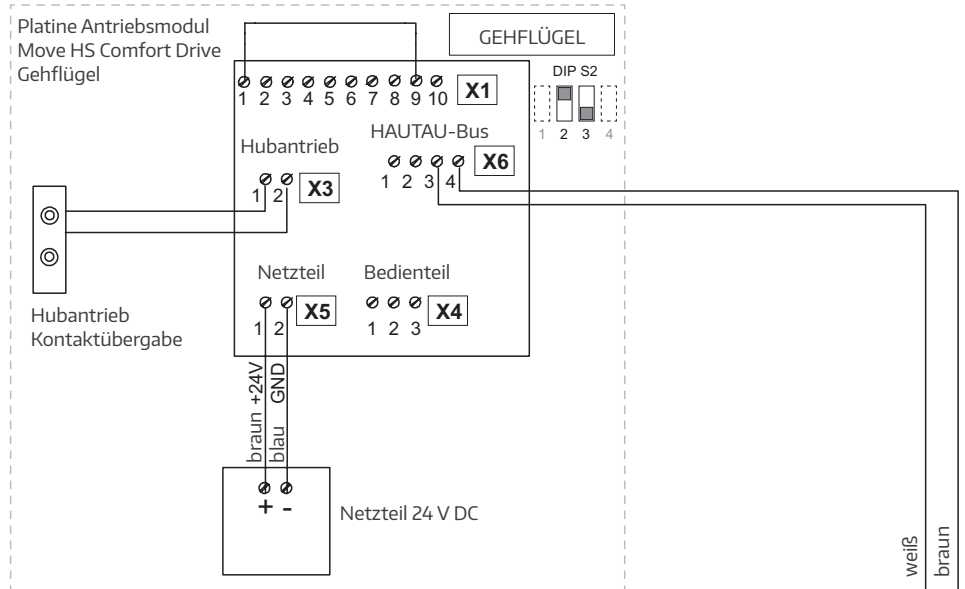 Platine Antriebsmodul
Move HS Comfort Drive
Gehflügel
GEHFLÜGEL
DIP S2
1 2 3 4
1 2 3 4 5 6 7 8 9 10 X1
HAUTAU-Bus
1 2 3 4 X6
Hubantrieb
1 2 X3
Hubantrieb
Kontaktübergabe
Netzteil
1 2 X5
Bedienteil
1 2 3 X4
braun +24V
blau GND
+ -
Netzteil 24 V DC
weiß
braun